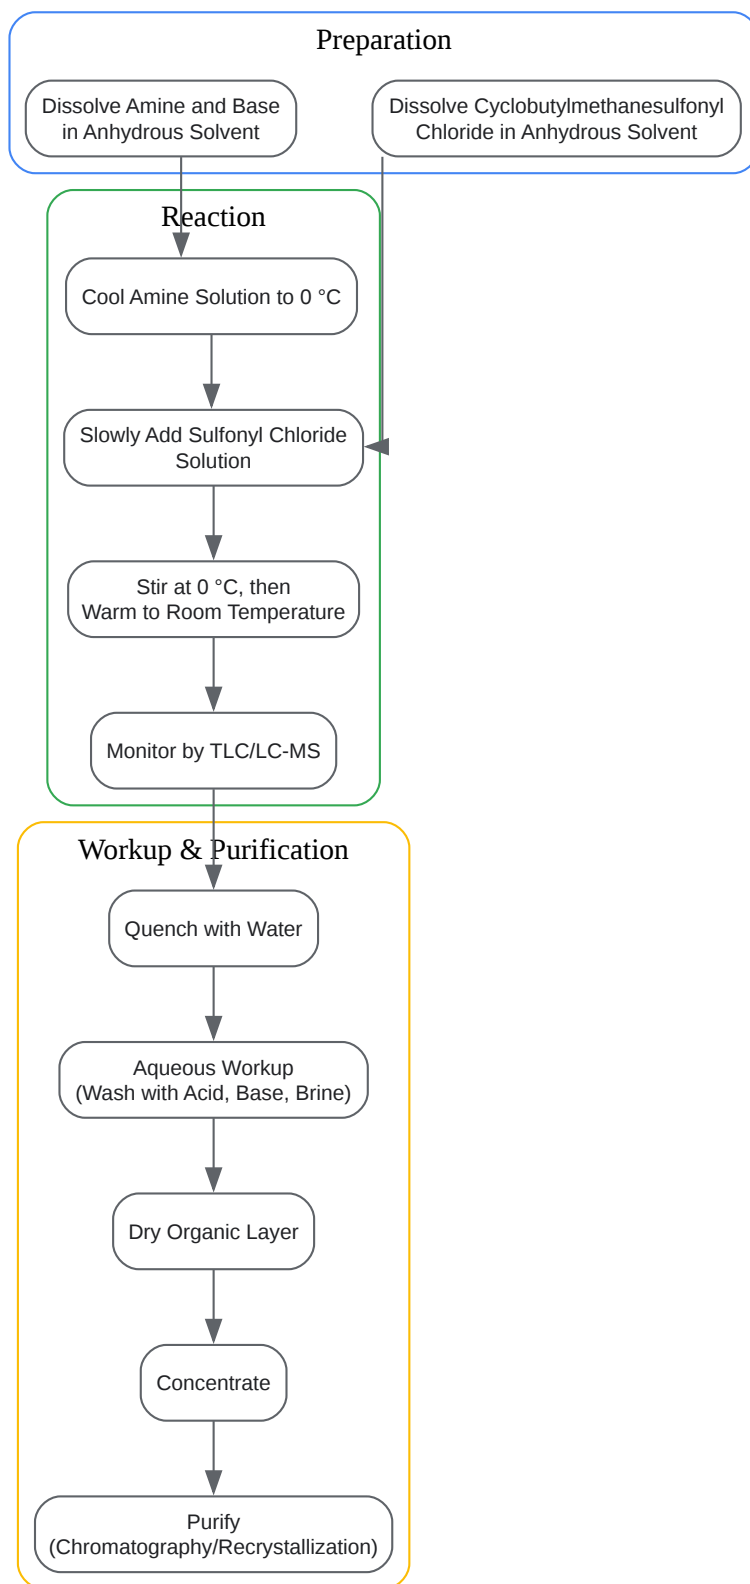 Preparation
Dissolve Amine and Base
in Anhydrous Solvent
Dissolve Cyclobutylmethanesulfonyl
Chloride in Anhydrous Solvent
Reaction
Cool Amine Solution to 0 °C
Slowly Add Sulfonyl Chloride
Solution
Stir at 0 °C, then
Warm to Room Temperature
Monitor by TLC/LC-MS
Workup & Purification
Quench with Water
Aqueous Workup
(Wash with Acid, Base, Brine)
Dry Organic Layer
Concentrate
Purify
(Chromatography/Recrystallization)